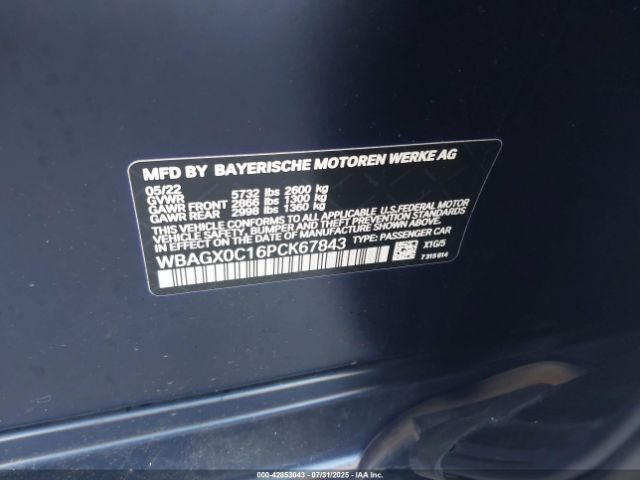 MFD BY BAYERISCHE MOTOREN WERKE AG
05/22
GVWR 5732 lbs 2600 kg
GAWR FRONT 2866 lbs 1300 kg
GAWR REAR 2998 lbs 1360 kg
THIS VEHICLE CONFORMS TO ALL APPLICABLE U.S. FEDERAL MOTOR
VEHICLE SAFETY, BUMPER, AND THEFT PREVENTION STANDARDS
IN EFFECT ON THE DATE OF MANUFACTURE SHOWN ABOVE.
WBAGX0C16PCK67843 TYPE: PASSENGER CAR
X1G/5
7 315 814
000-42853043 | 07/31/2025 | IAA Inc. | Copart